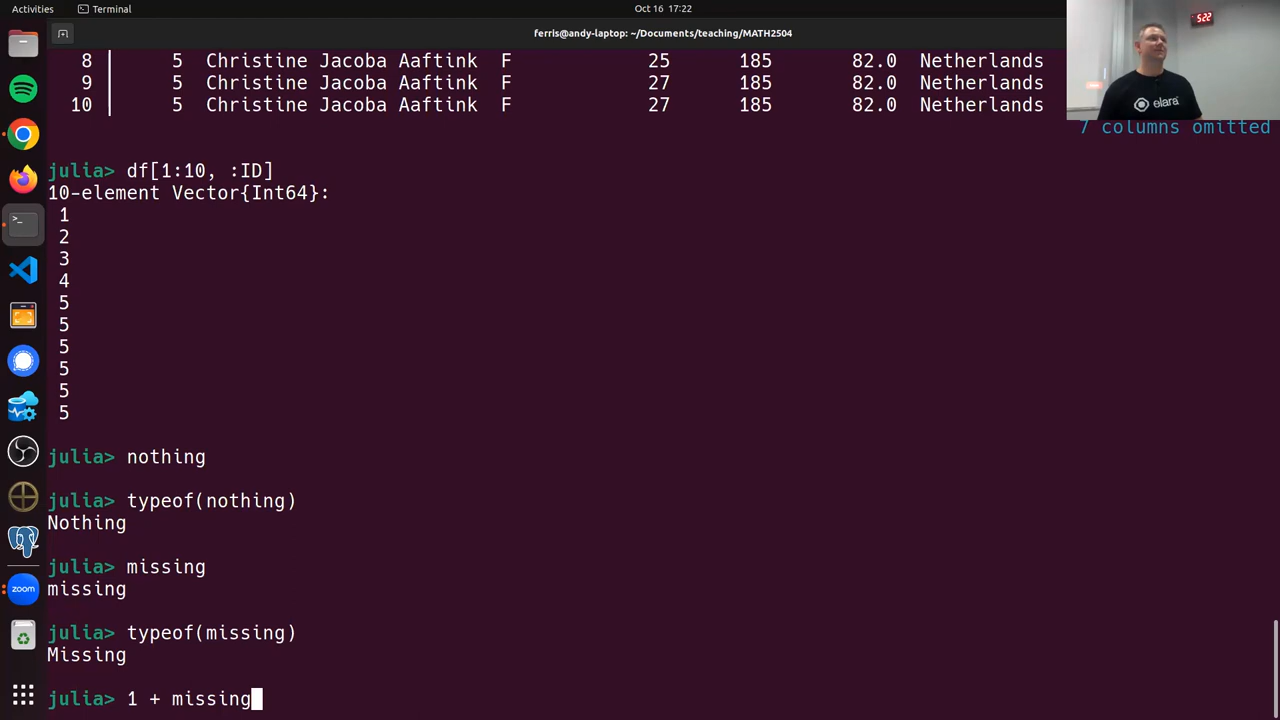 Activities
Terminal
Oct 16 17:22
ferris@andy-laptop: ~/Documents/teaching/MATH2504
522
elara
8 5 Christine Jacoba Aaftink F 25 185 82.0 Netherlands
9 5 Christine Jacoba Aaftink F 27 185 82.0 Netherlands
10 5 Christine Jacoba Aaftink F 27 185 82.0 Netherlands
7 columns omitted
julia> df[1:10, :ID]
10-element Vector{Int64}:
1
2
3
4
5
5
5
5
5
5
julia> nothing
julia> typeof(nothing)
Nothing
julia> missing
missing
julia> typeof(missing)
Missing
julia> 1 + missing
zoom